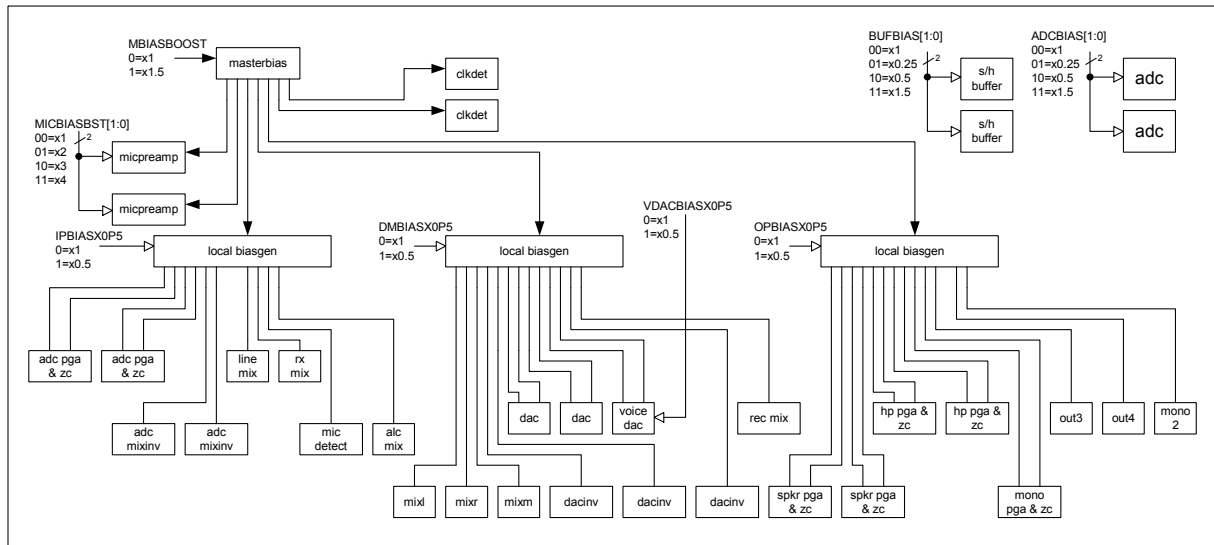 MBIASBOOST
0=x1
1=x1.5
masterbias
clkdet
clkdet
BUFBIAS[1:0]
00=x1
01=x0.25
10=x0.5
11=x1.5
2
s/h
buffer
s/h
buffer
ADCBIAS[1:0]
00=x1
01=x0.25
10=x0.5
11=x1.5
2
adc
adc
MICBIASBST[1:0]
00=x1
01=x2
10=x3
11=x4
2
micpreamp
micpreamp
IPBIASX0P5
0=x1
1=x0.5
local biasgen
DMBIASX0P5
0=x1
1=x0.5
local biasgen
VDACBIASX0P5
0=x1
1=x0.5
OPBIASX0P5
0=x1
1=x0.5
local biasgen
adc pga
& zc
adc pga
& zc
line
mix
rx
mix
adc
mixinv
adc
mixinv
mic
detect
alc
mix
dac
dac
voice
dac
rec mix
mixl
mixr
mixm
dacinv
dacinv
dacinv
hp pga &
zc
hp pga &
zc
out3
out4
mono
2
spkr pga
& zc
spkr pga
& zc
mono
pga & zc